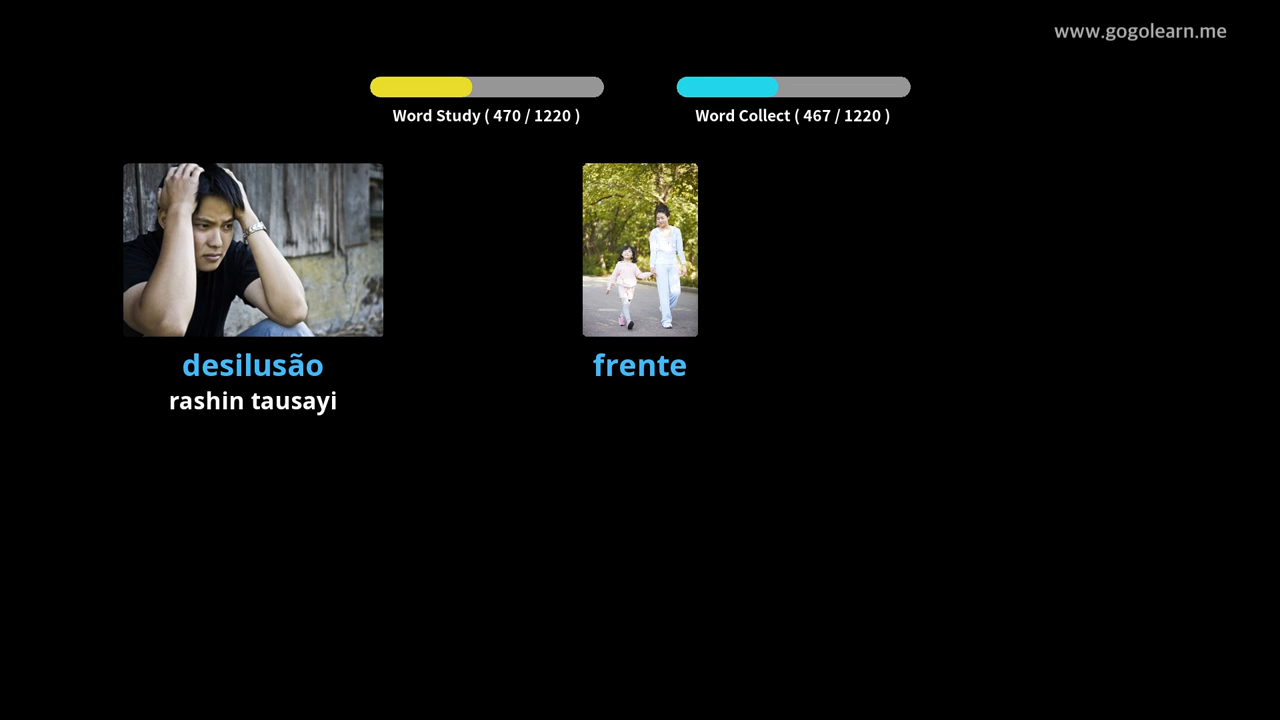 www.gogolearn.me
Word Study ( 470 / 1220 )
Word Collect ( 467 / 1220 )
desilusão
rashin tausayi
frente